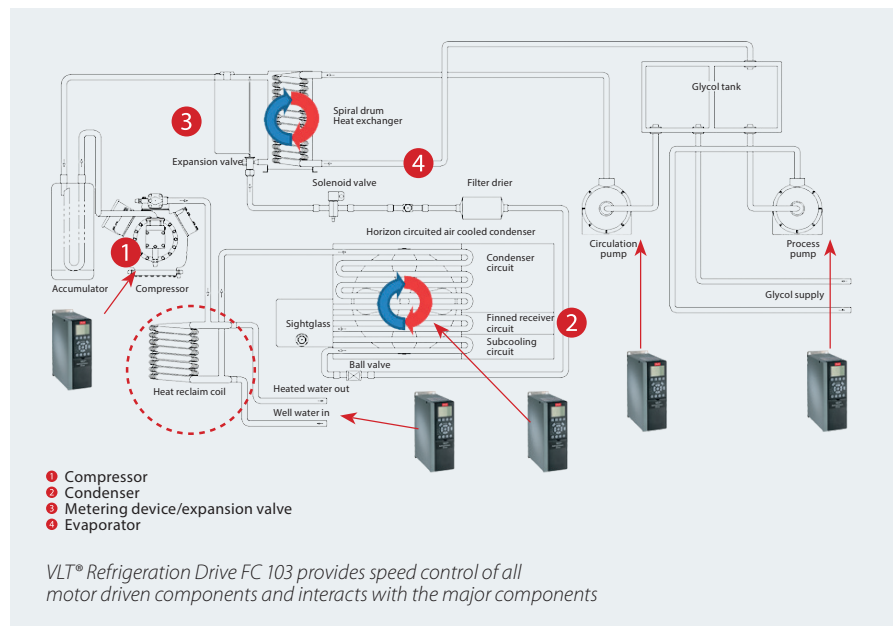 Glycol tank
3
Spiral drum
Heat exchanger
Expansion valve
4
Solenoid valve
Filter drier
Horizon circuited air cooled condenser
1
Circulation
pump
Process
pump
Condenser
circuit
Accumulator
Compressor
Glycol supply
Sightglass
Finned receiver
circuit
2
Subcooling
circuit
Ball valve
Heat reclaim coil
Heated water out
Well water in
1 Compressor
2 Condenser
3 Metering device/expansion valve
4 Evaporator
VLT® Refrigeration Drive FC 103 provides speed control of all
motor driven components and interacts with the major components